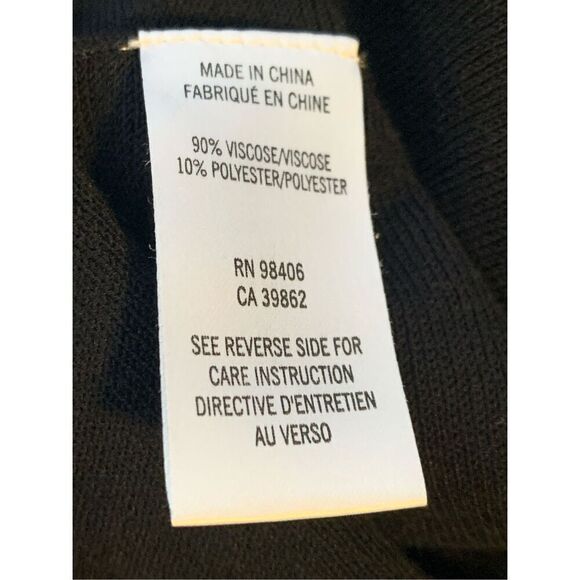 MADE IN CHINA
FABRIQUÉ EN CHINE
90% VISCOSE/VISCOSE
10% POLYESTER/POLYESTER
RN 98406
CA 39862
SEE REVERSE SIDE FOR
CARE INSTRUCTION
DIRECTIVE D'ENTRETIEN
AU VERSO